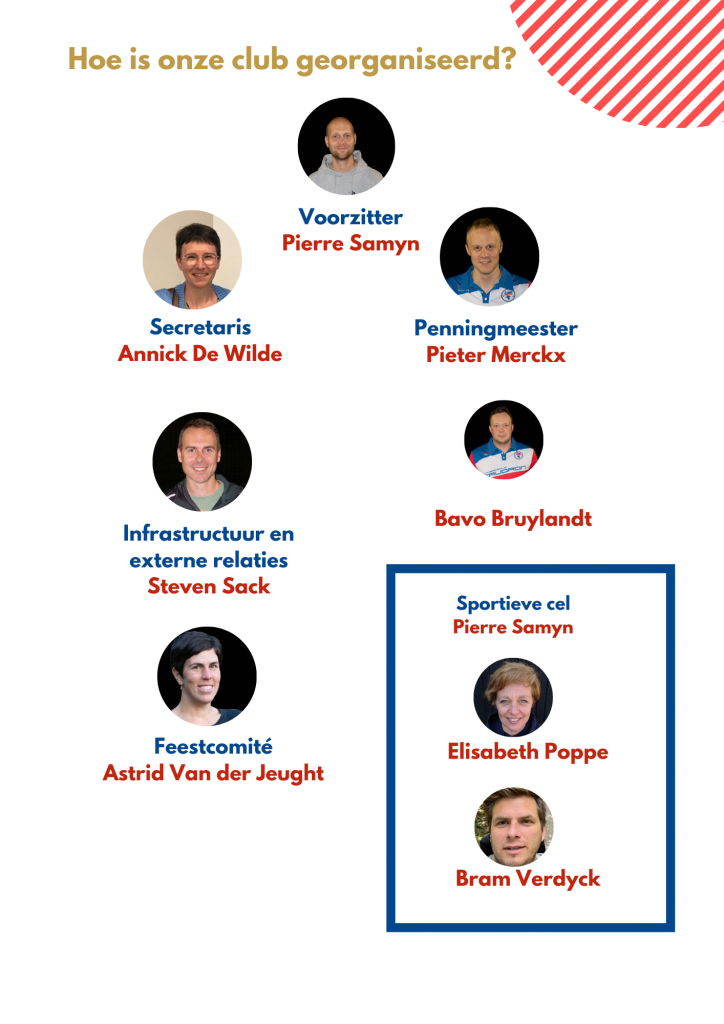 Hoe is onze club georganiseerd?
Voorzitter
Pierre Samyn
Secretaris
Annick De Wilde
Penningmeester
Pieter Merckx
Infrastructuur en
externe relaties
Steven Sack
Bavo Bruylandt
Feestcomité
Astrid Van der Jeught
Sportieve cel
Pierre Samyn
Elisabeth Poppe
Bram Verdyck